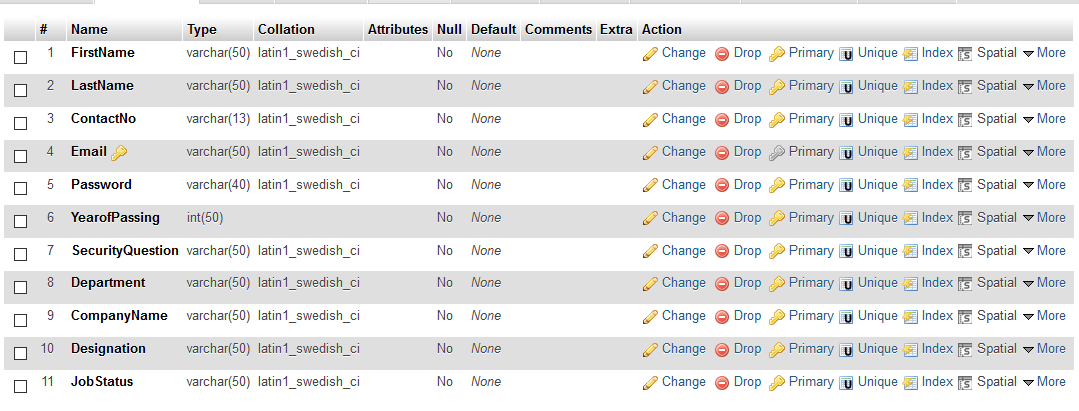 # Name Type Collation Attributes Null Default Comments Extra Action
1 FirstName varchar(50) latin1_swedish_ci No None Change Drop Primary Unique Index Spatial More
2 LastName varchar(50) latin1_swedish_ci No None Change Drop Primary Unique Index Spatial More
3 ContactNo varchar(13) latin1_swedish_ci No None Change Drop Primary Unique Index Spatial More
4 Email varchar(50) latin1_swedish_ci No None Change Drop Primary Unique Index Spatial More
5 Password varchar(40) latin1_swedish_ci No None Change Drop Primary Unique Index Spatial More
6 YearofPassing int(50) No None Change Drop Primary Unique Index Spatial More
7 SecurityQuestion varchar(50) latin1_swedish_ci No None Change Drop Primary Unique Index Spatial More
8 Department varchar(50) latin1_swedish_ci No None Change Drop Primary Unique Index Spatial More
9 CompanyName varchar(50) latin1_swedish_ci No None Change Drop Primary Unique Index Spatial More
10 Designation varchar(50) latin1_swedish_ci No None Change Drop Primary Unique Index Spatial More
11 JobStatus varchar(50) latin1_swedish_ci No None Change Drop Primary Unique Index Spatial More